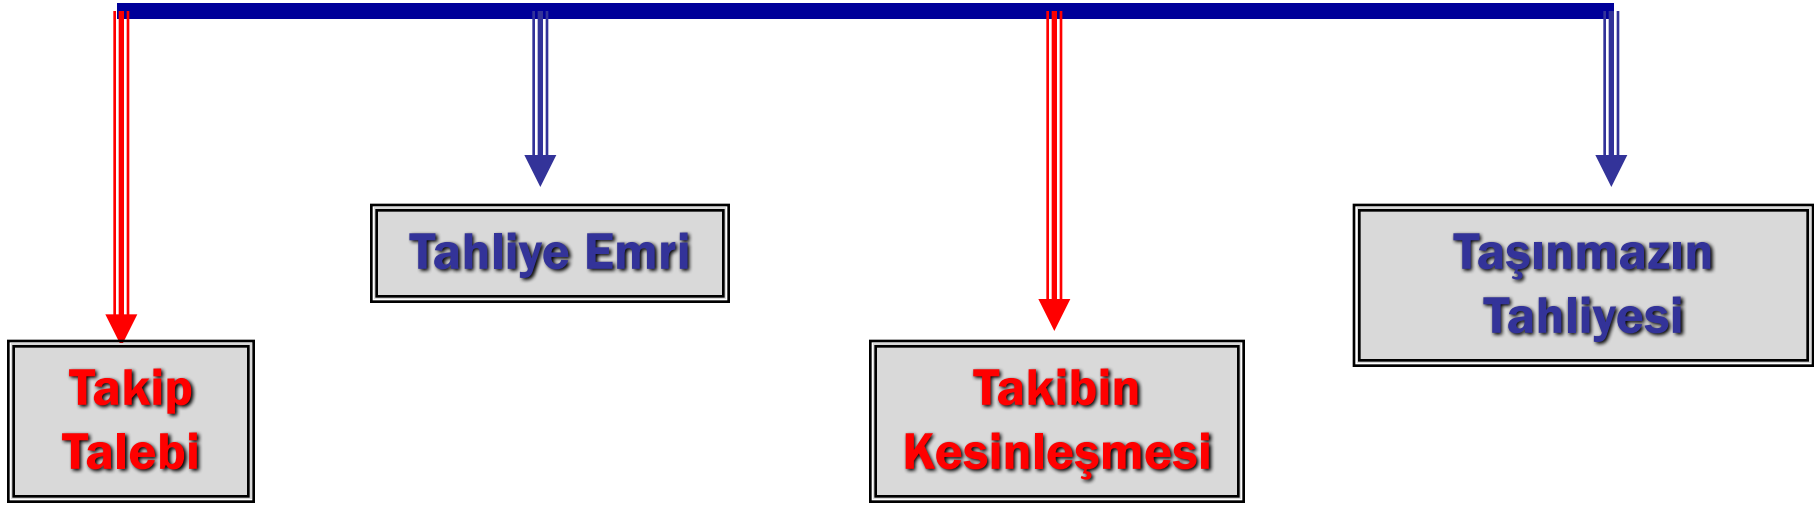 Takip
Talebi
Tahliye Emri
Takibin
Kesinleşmesi
Taşınmazın
Tahliyesi